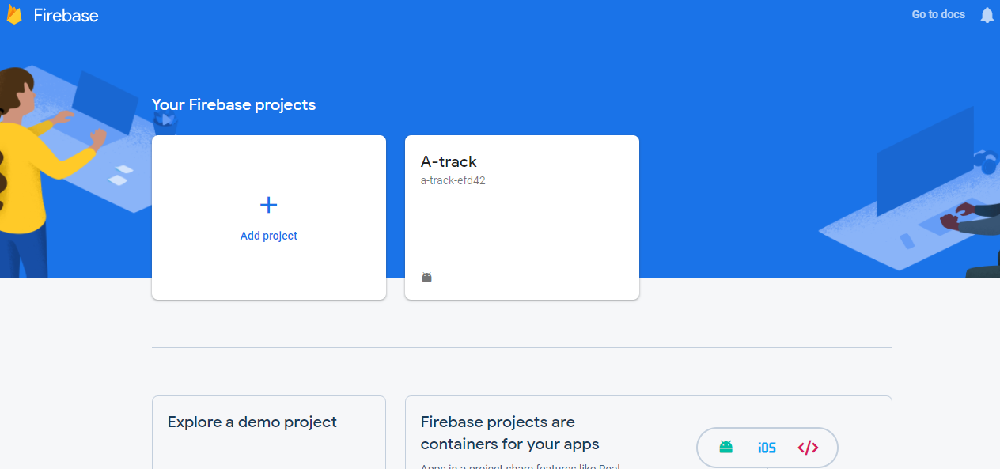 Firebase
Go to docs
Your Firebase projects
Add project
A-track
a-track-efd42
Explore a demo project
Firebase projects are
containers for your apps
iOS
</>
Apps in a project share features like Real